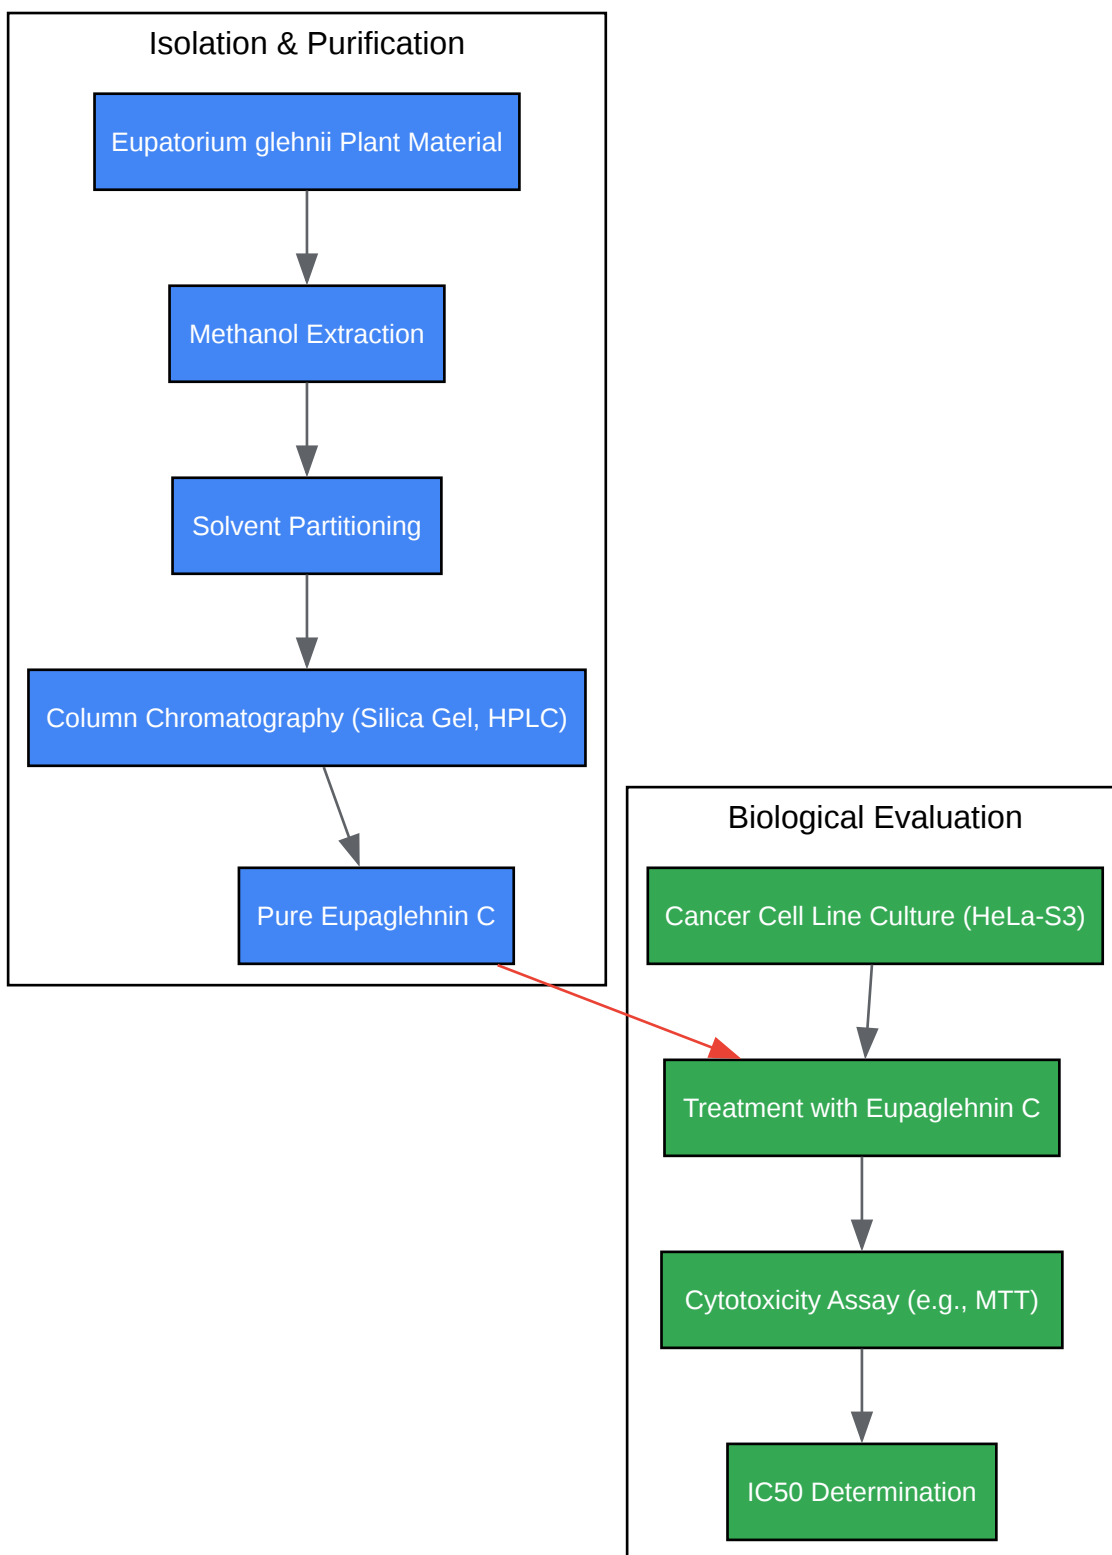 Isolation & Purification
Eupatorium glehnii Plant Material
Methanol Extraction
Solvent Partitioning
Column Chromatography (Silica Gel, HPLC)
Pure Eupaglehnin C
Biological Evaluation
Cancer Cell Line Culture (HeLa-S3)
Treatment with Eupaglehnin C
Cytotoxicity Assay (e.g., MTT)
IC50 Determination